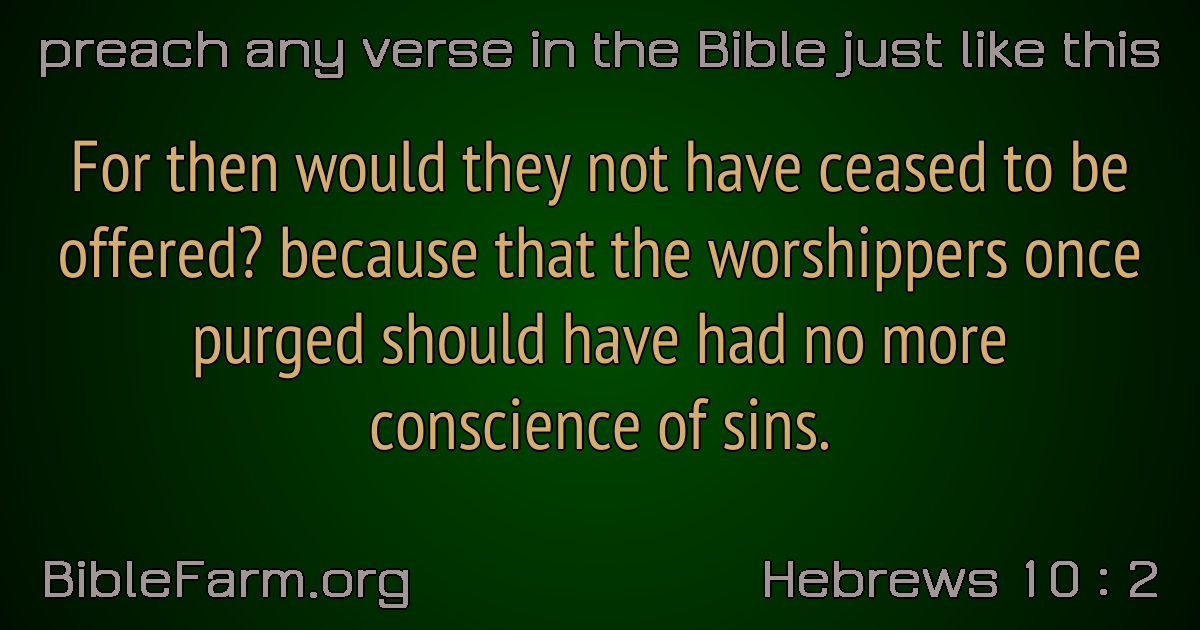 preach any verse in the Bible just like this
For then would they not have ceased to be
offered? because that the worshippers once
purged should have had no more
conscience of sins.
BibleFarm.org
Hebrews 10 : 2